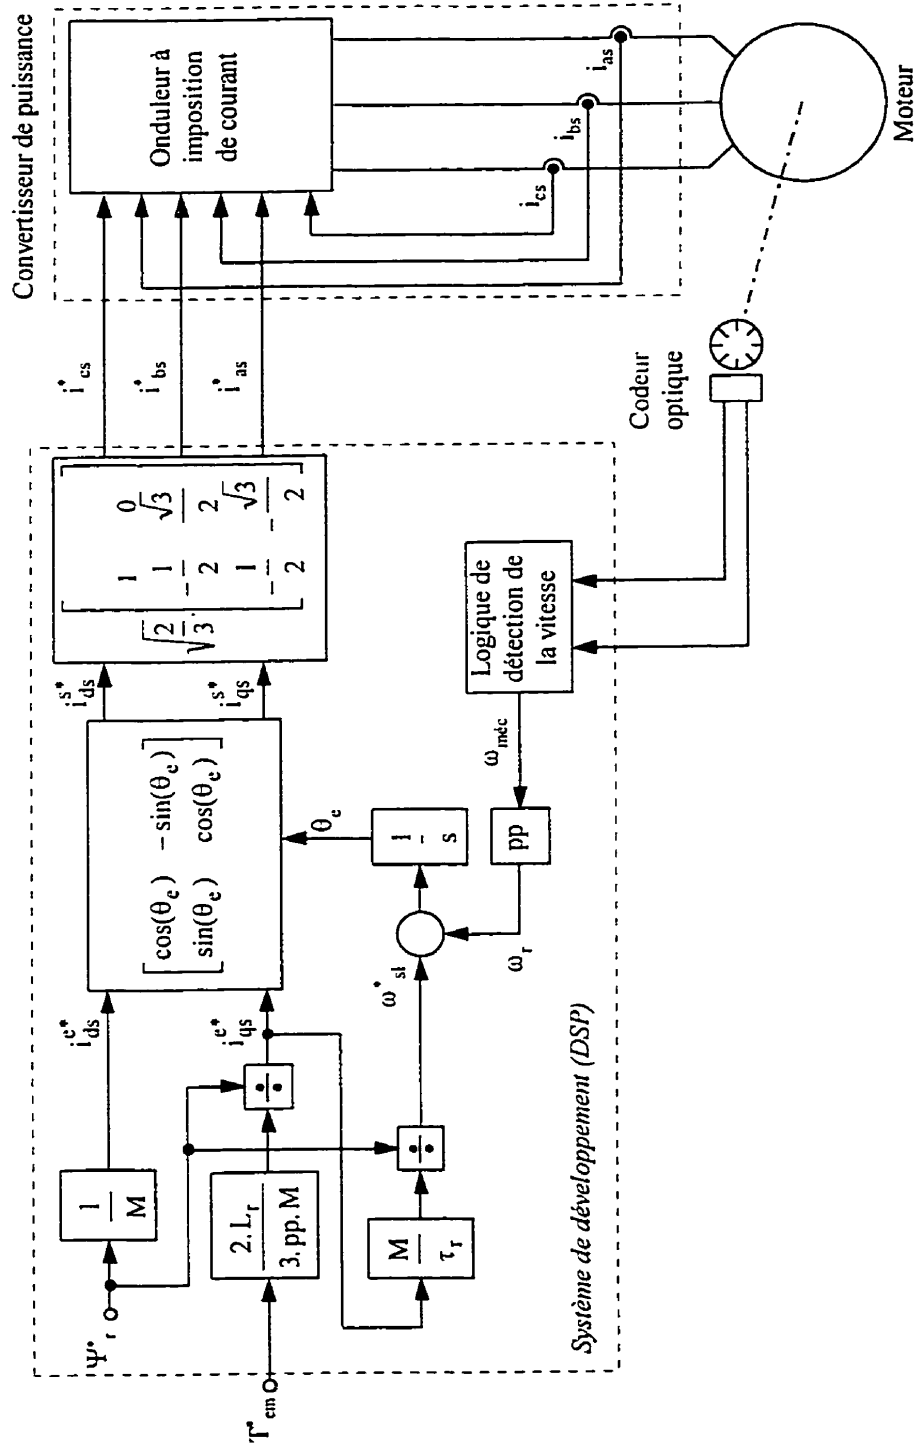 Convertisseur de puissance
Onduleur à
imposition
de courant
i_as
i_bs
i_cs
Moteur
Codeur
optique
i*_cs
i*_bs
i*_as
√(2/3) [1 0
-1/2 √3/2
-1/2 -√3/2]
i^s*_ds
i^s*_qs
[cos(θ_e) -sin(θ_e)
sin(θ_e) cos(θ_e)]
θ_e
1/s
Logique de
détection de
la vitesse
ω_méc
pp
ω_r
ω*_sl
i^e*_ds
i^e*_qs
÷
÷
1/M
2.L_r/3.pp.M
M/τ_r
Ψ*_r
T*_em
Système de développement (DSP)